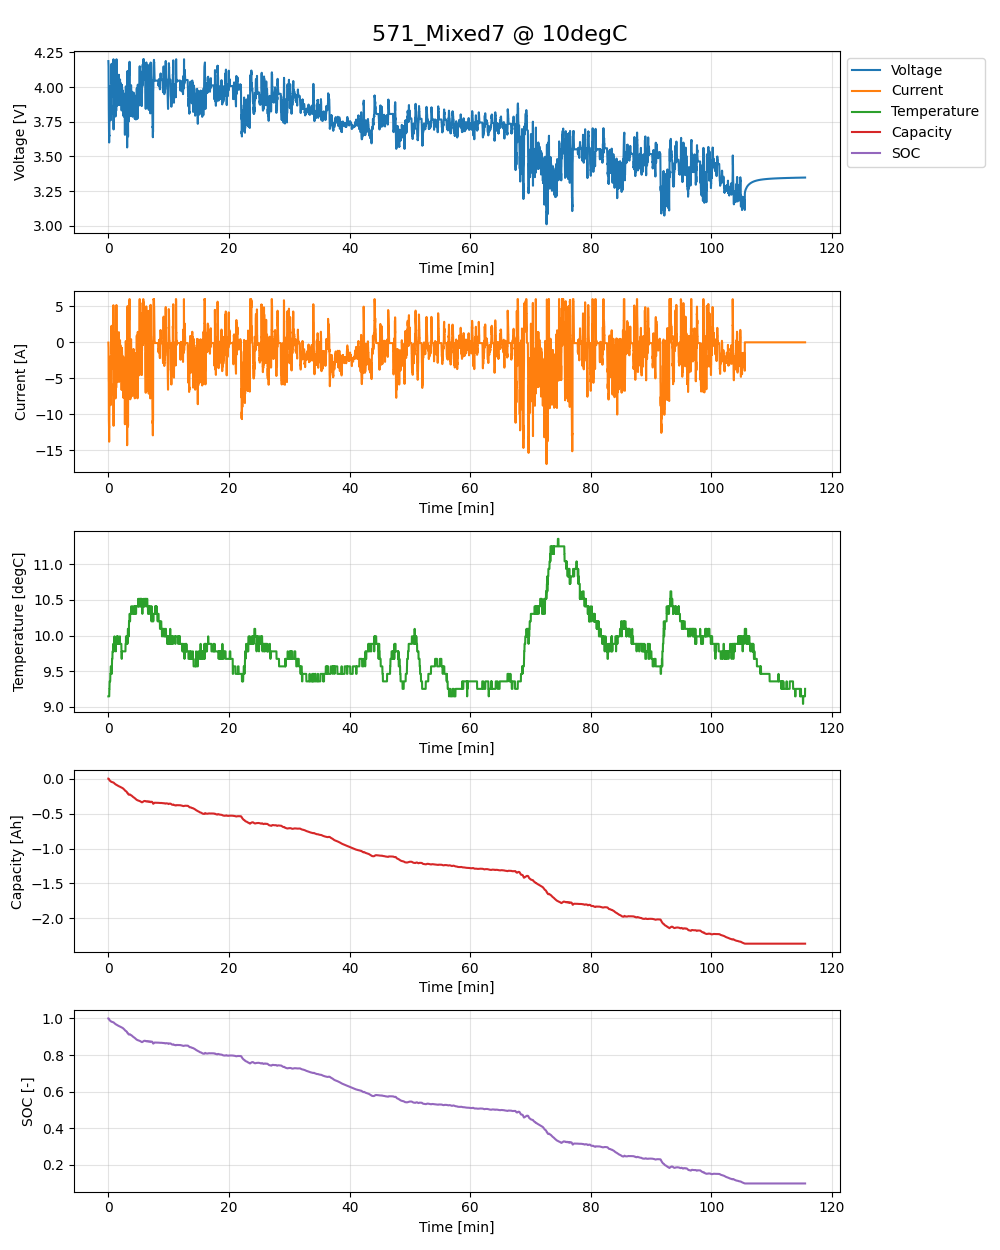 571_Mixed7 @ 10degC
Voltage [V]
4.25
4.00
3.75
3.50
3.25
3.00
0 20 40 60 80 100 120
Time [min]
Voltage
Current
Temperature
Capacity
SOC
Current [A]
5
0
−5
−10
−15
0 20 40 60 80 100 120
Time [min]
Temperature [degC]
11.0
10.5
10.0
9.5
9.0
0 20 40 60 80 100 120
Time [min]
Capacity [Ah]
0.0
−0.5
−1.0
−1.5
−2.0
0 20 40 60 80 100 120
Time [min]
SOC [-]
1.0
0.8
0.6
0.4
0.2
0 20 40 60 80 100 120
Time [min]